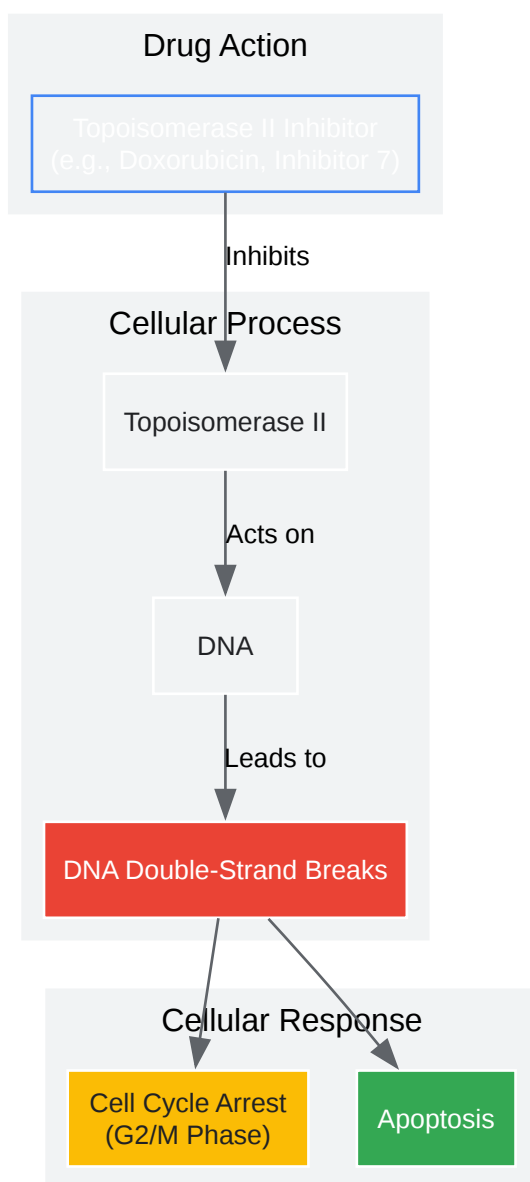 Drug Action
Topoisomerase II Inhibitor
(e.g., Doxorubicin, Inhibitor 7)
Inhibits
Cellular Process
Topoisomerase II
Acts on
DNA
Leads to
DNA Double-Strand Breaks
Cellular Response
Cell Cycle Arrest
(G2/M Phase)
Apoptosis